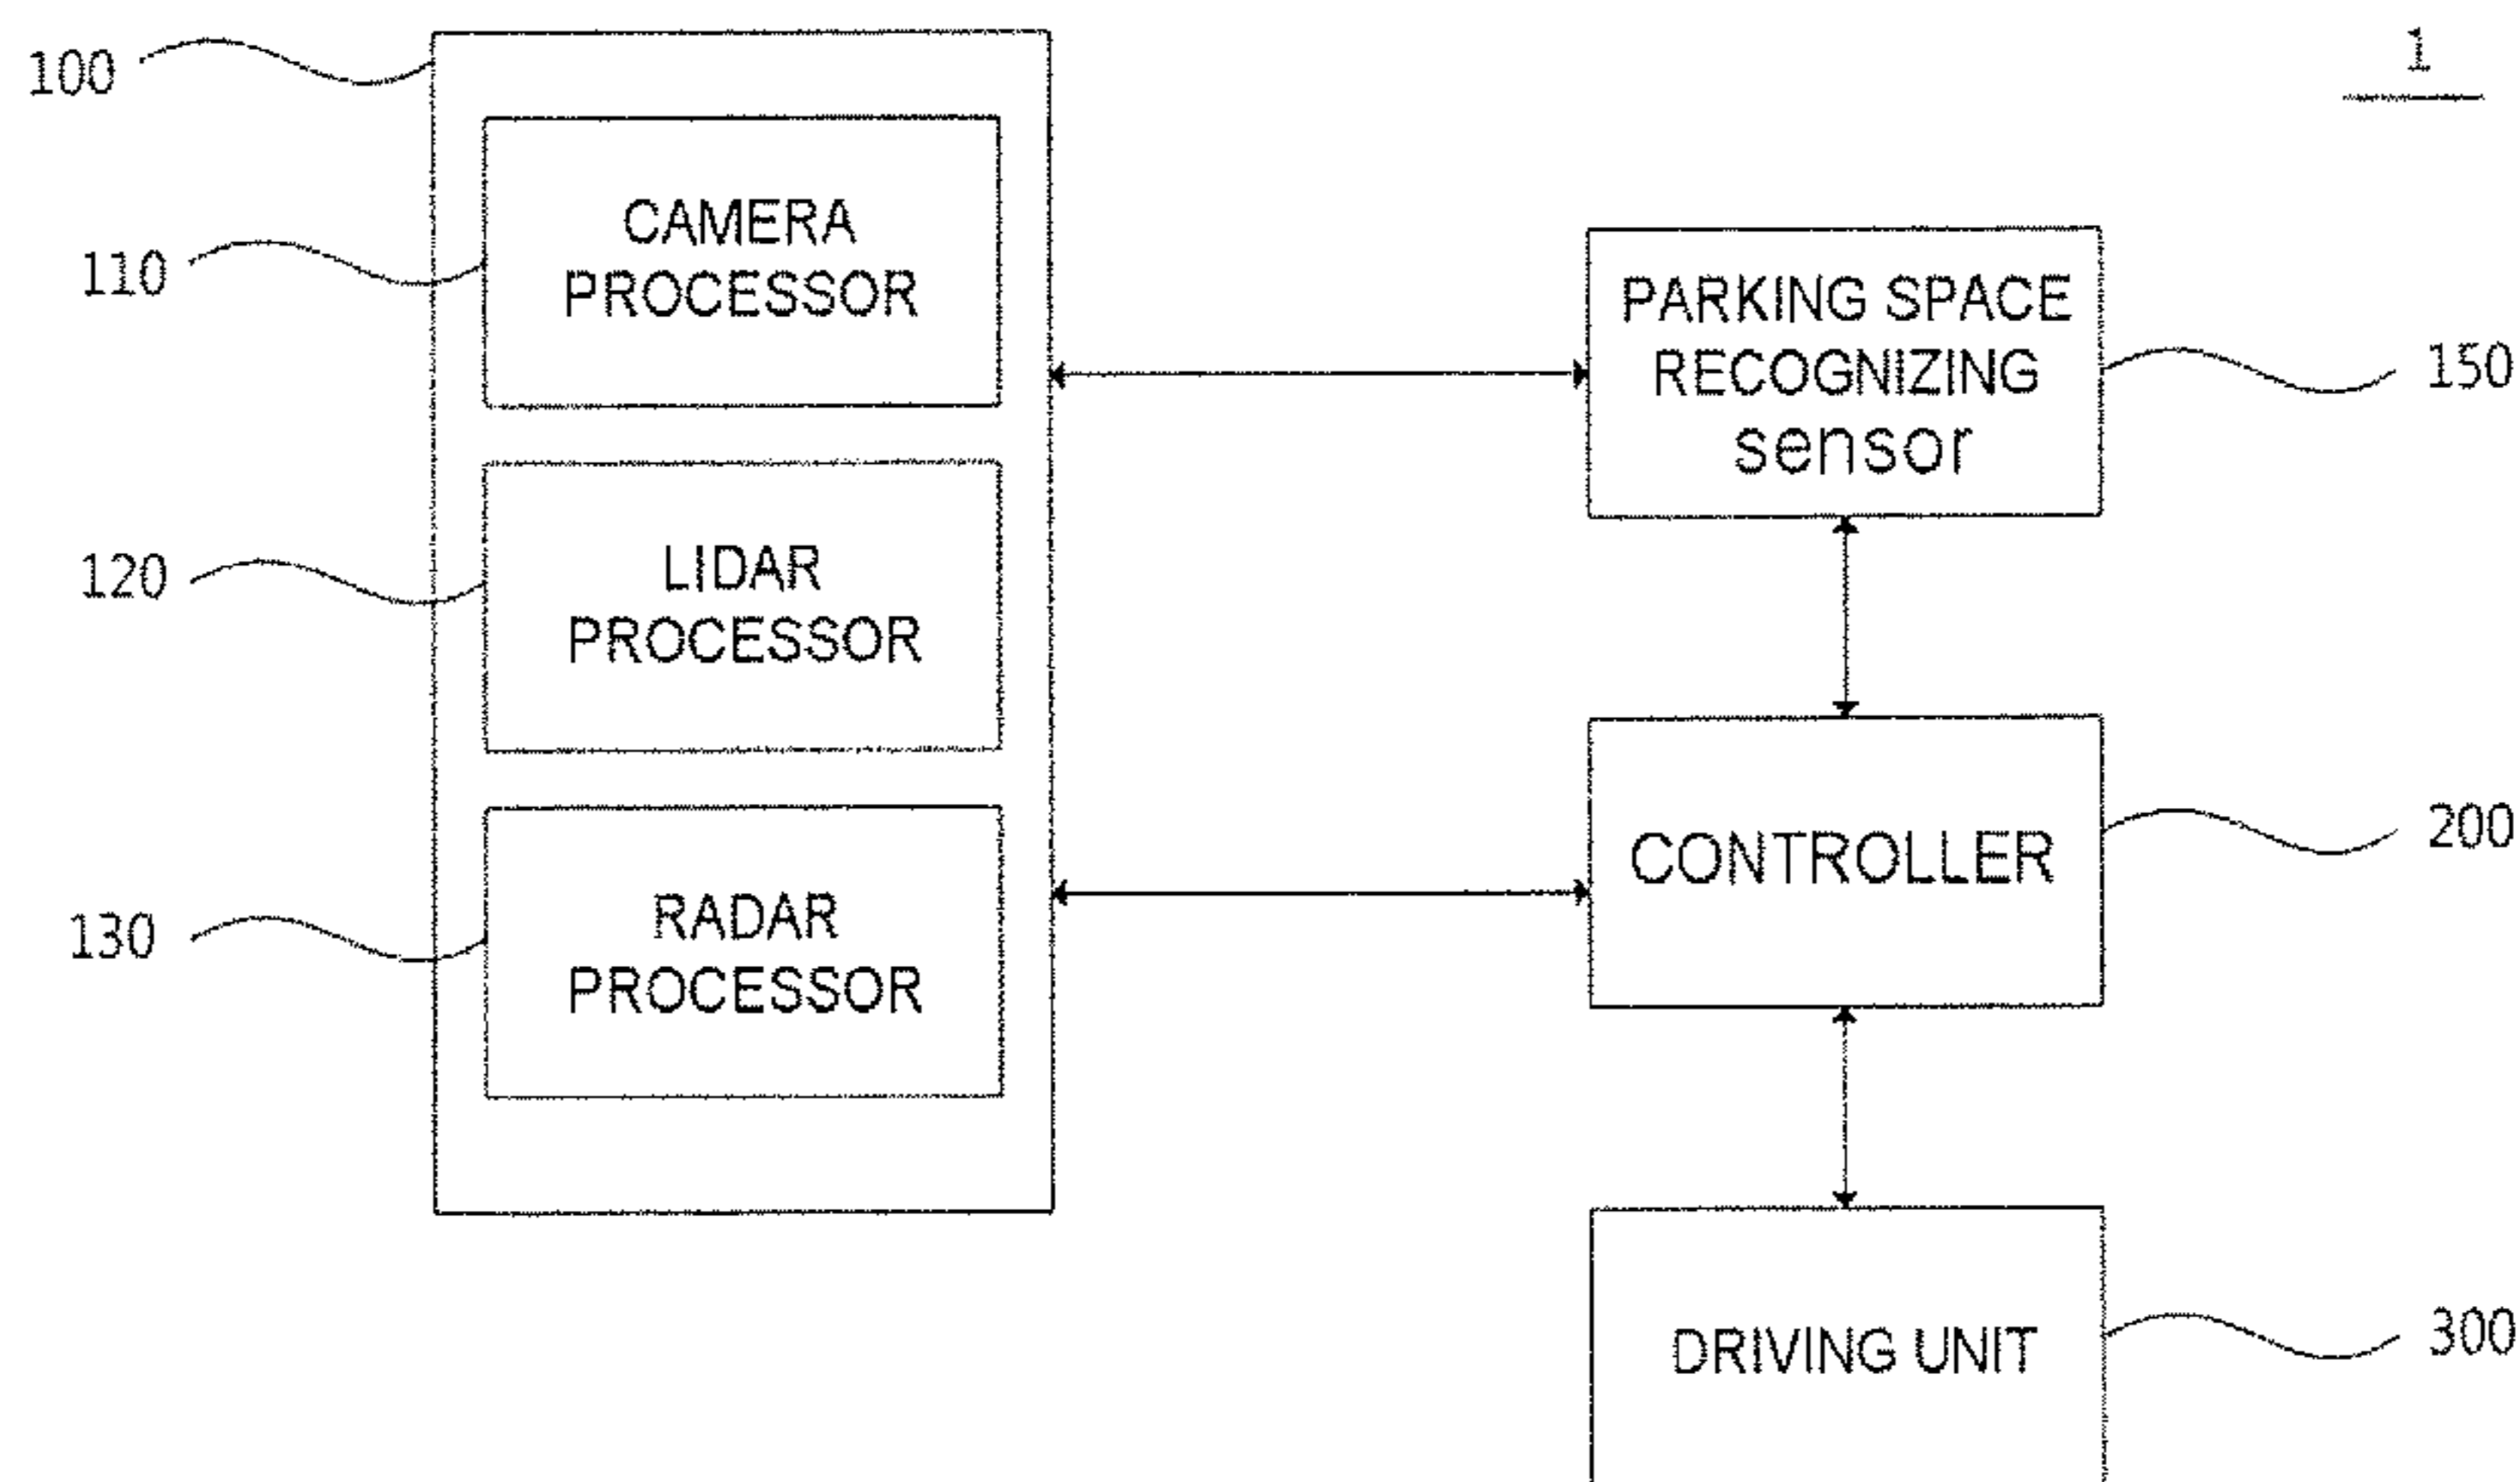 100
1
CAMERA
PROCESSOR
110
PARKING SPACE
RECOGNIZING
sensor
150
LIDAR
PROCESSOR
120
CONTROLLER
200
RADAR
PROCESSOR
130
DRIVING UNIT
300